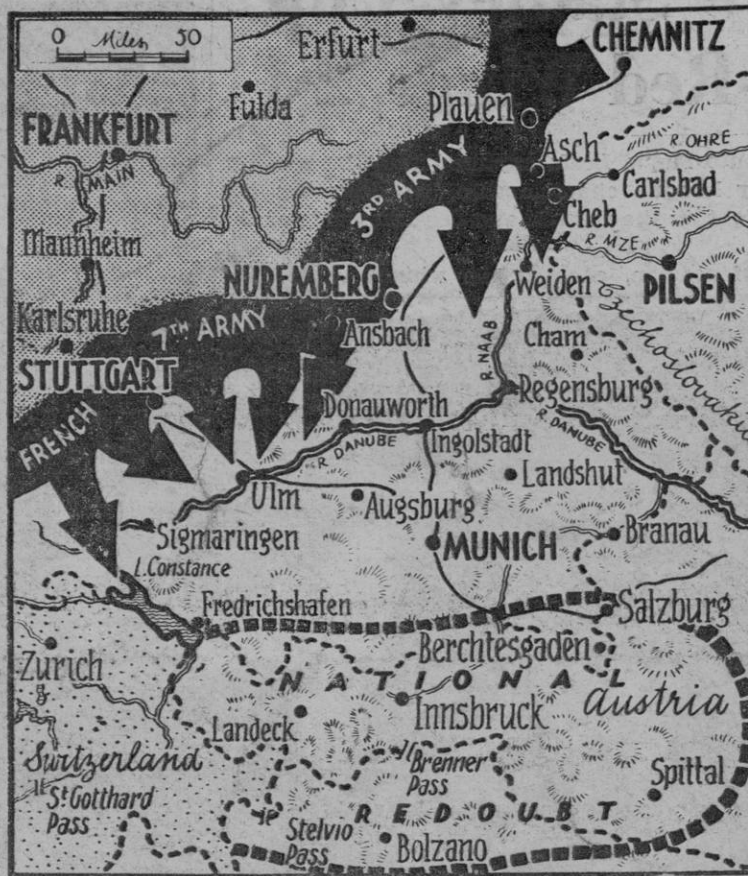 0 Miles 50
Erfurt
CHEMNITZ
Fulda
Plauen
FRANKFURT
R. MAIN
Asch
R. OHRE
Carlsbad
3RD ARMY
Cheb
R. MZE
Mannheim
Weiden
PILSEN
NUREMBERG
Karlsruhe
7TH ARMY
Ansbach
R. NAAB
Cham
Czechoslovakia
STUTTGART
Regensburg
FRENCH
Donauworth
R. DANUBE
Ingolstadt
R. DANUBE
Ulm
Landshut
Augsburg
Sigmaringen
MUNICH
Branau
L. Constance
Fredrichshafen
Salzburg
Zurich
Berchtesgaden
NATIONAL
Austria
Landeck
Innsbruck
Switzerland
Brenner
Pass
Spittal
St Gotthard
Pass
REDOUBT
Stelvio
Pass
Bolzano